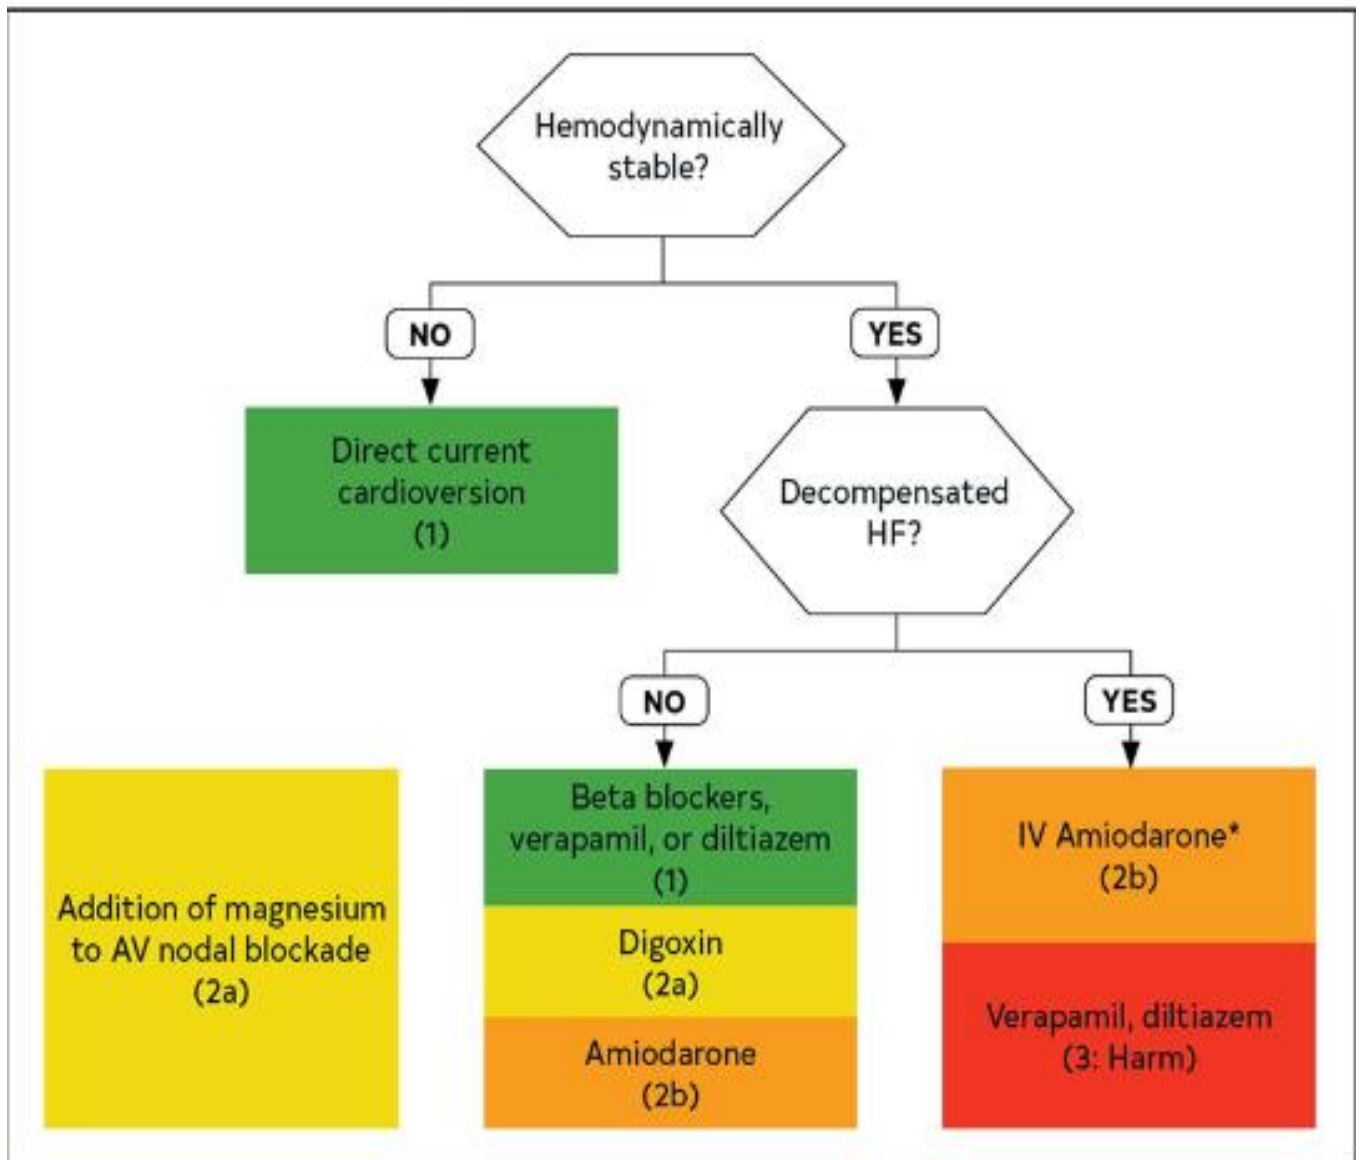 Hemodynamically
stable?
NO
YES
Direct current
cardioversion
(1)
Decompensated
HF?
NO
YES
Addition of magnesium
to AV nodal blockade
(2a)
Beta blockers,
verapamil, or diltiazem
(1)
Digoxin
(2a)
Amiodarone
(2b)
IV Amiodarone*
(2b)
Verapamil, diltiazem
(3: Harm)